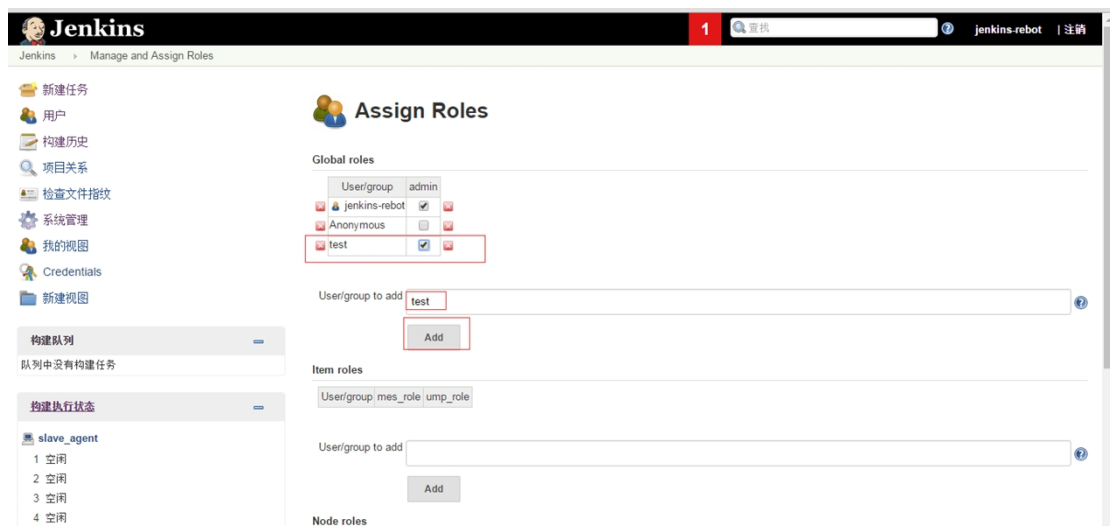 Jenkins
1
查找
jenkins-rebot | 注销
Jenkins › Manage and Assign Roles
新建任务
用户
构建历史
项目关系
检查文件指纹
系统管理
我的视图
Credentials
新建视图
构建队列
队列中没有构建任务
构建执行状态
slave_agent
1 空闲
2 空闲
3 空闲
4 空闲
Assign Roles
Global roles
User/group admin
jenkins-rebot
Anonymous
test
User/group to add test
Add
Item roles
User/group mes_role ump_role
User/group to add
Add
Node roles